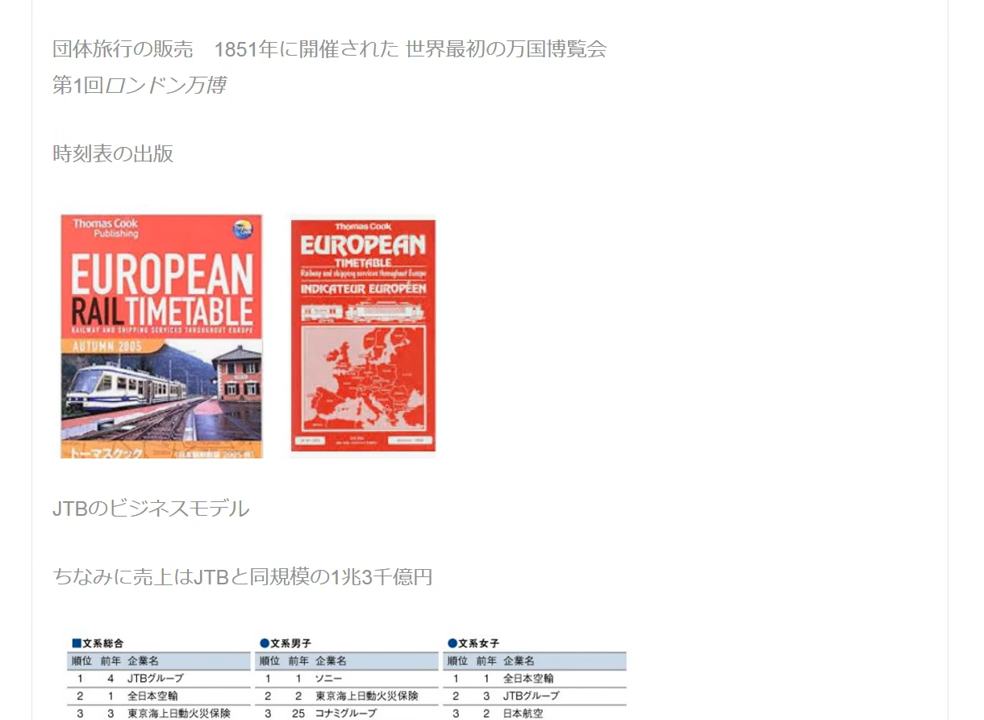 団体旅行の販売　1851年に開催された 世界最初の万国博覧会
第1回ロンドン万博
時刻表の出版
Thomas Cook
Publishing
EUROPEAN
RAIL TIMETABLE
RAILWAY AND SHIPPING SERVICES THROUGHOUT EUROPE
AUTUMN 2005
トーマスクック
Thomas Cook
EUROPEAN
TIMETABLE
Railway and shipping services throughout Europe
INDICATEUR EUROPÉEN
JTBのビジネスモデル
ちなみに売上はJTBと同規模の1兆3千億円
■文系総合
順位 前年 企業名
1 4 JTBグループ
2 1 全日本空輸
3 3 東京海上日動火災保険
●文系男子
順位 前年 企業名
1 1 ソニー
2 2 東京海上日動火災保険
3 25 コナミグループ
●文系女子
順位 前年 企業名
1 1 全日本空輸
2 3 JTBグループ
3 2 日本航空